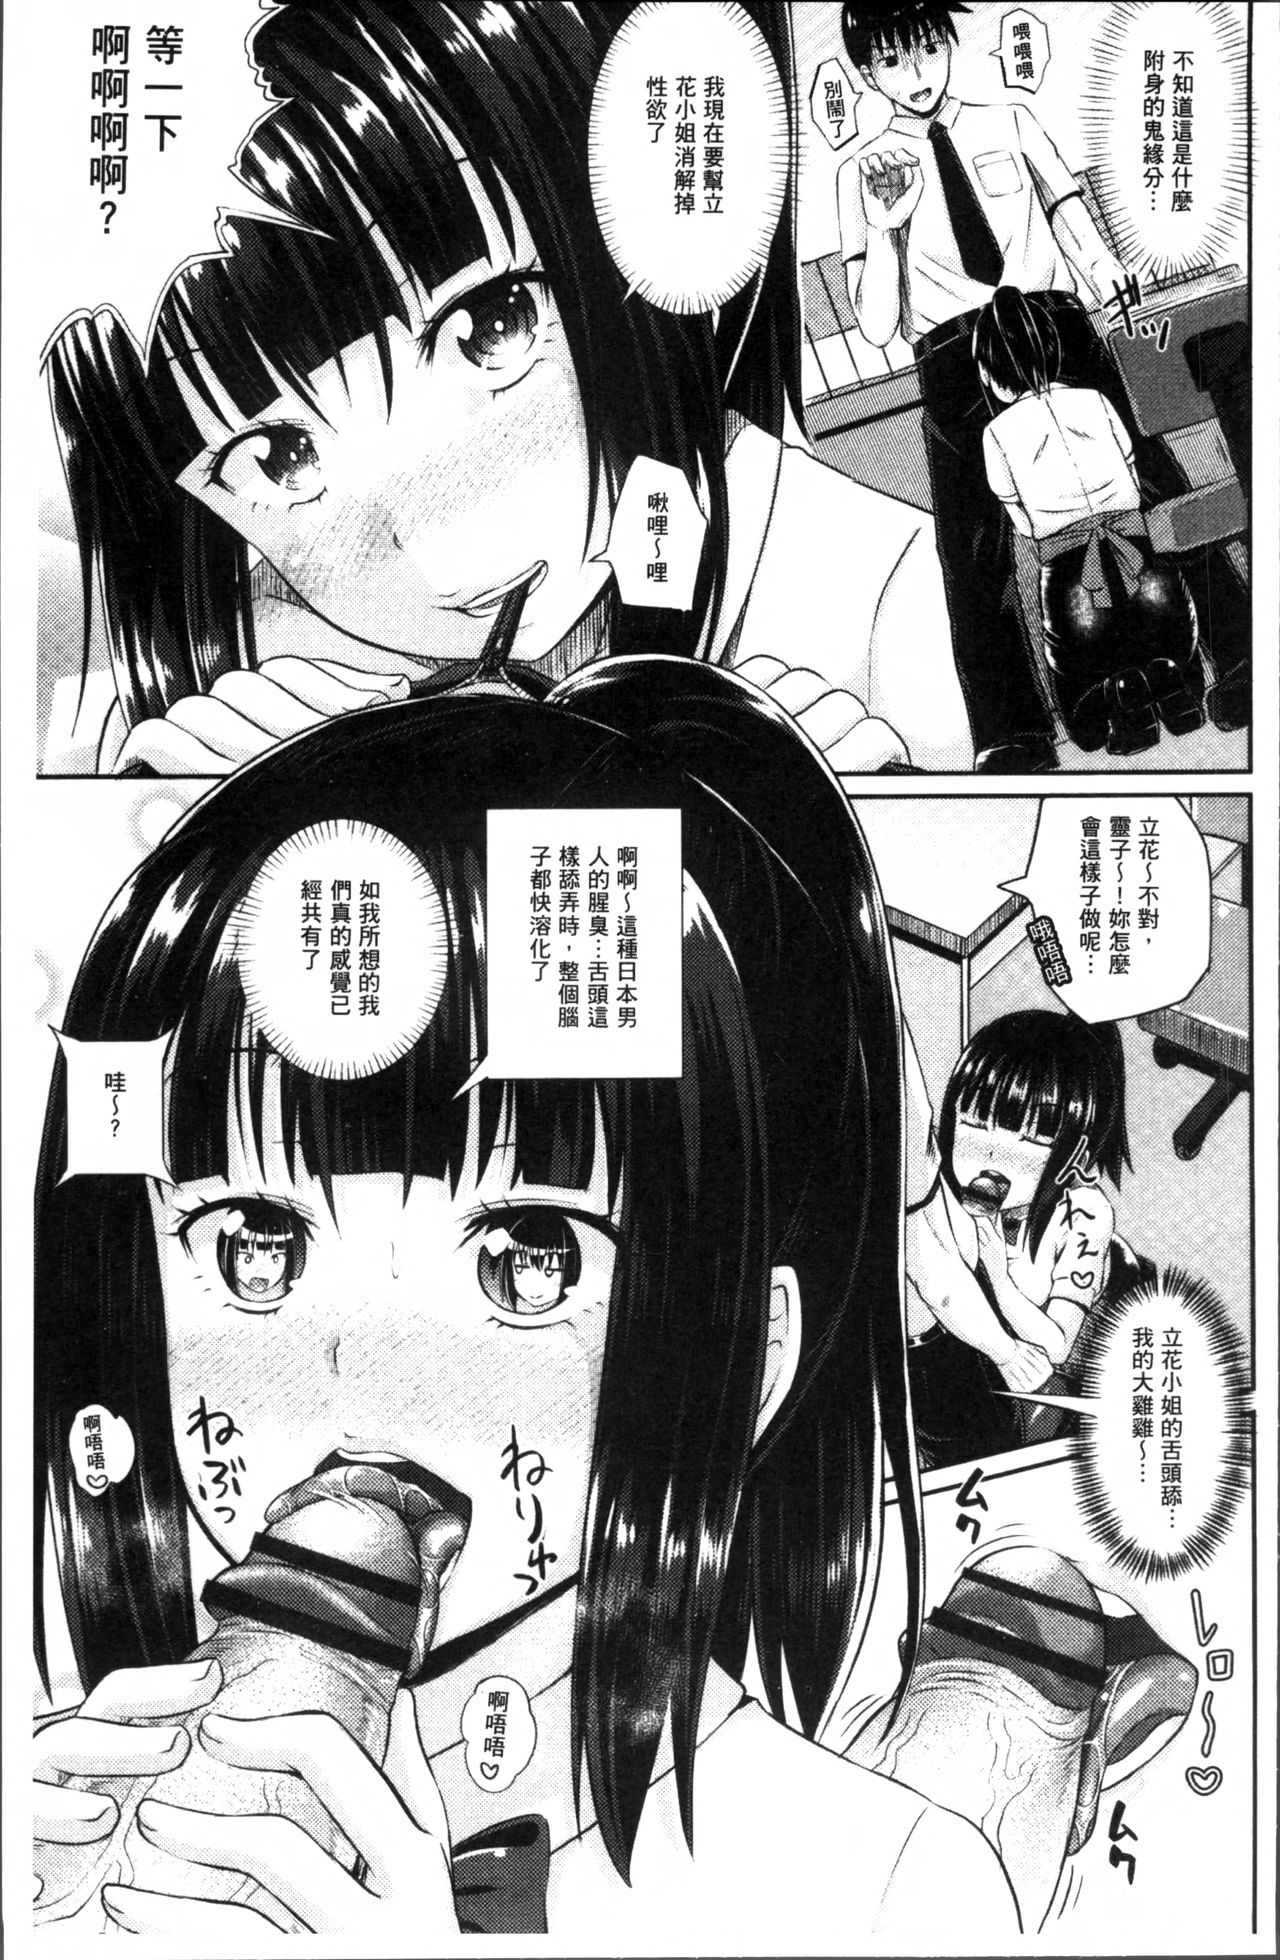 不知道這是什麼
附身的鬼緣分…
喂喂喂
別鬧了
ギッ
我現在要幫立
花小姐消解掉
性欲了
等一下
啊啊啊啊？
啾哩～哩
立花～不對，
靈子～！妳怎麼
會這樣子做呢…
哦唔唔
んれぇ♡
立花小姐的舌頭舔…
我的大雞雞～…
ムク
レロ～♡
ムク
啊啊～這種日本男
人的腥臭…舌頭這
樣舔弄時，整個腦
子都快溶化了
如我所想的我
們真的感覺已
經共有了
哇～？
ねりゅっ
ねぶっ
啊唔唔♡
啊唔唔♡